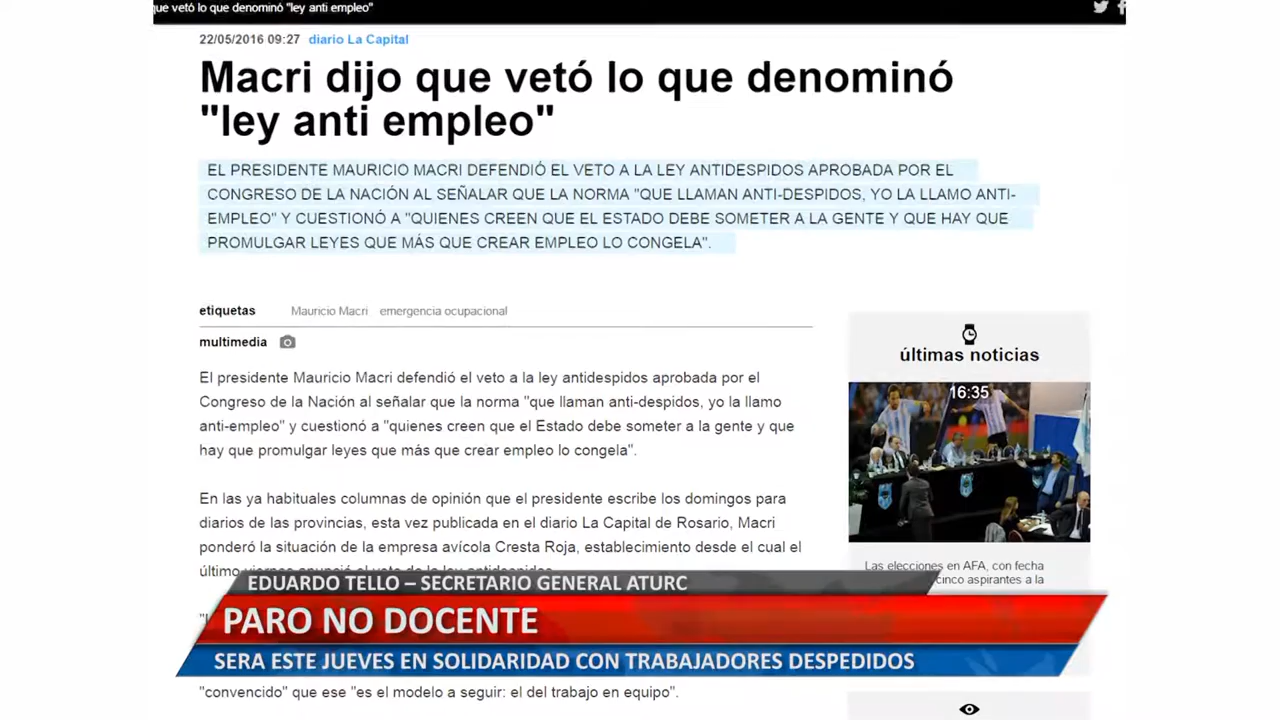 que vetó lo que denominó "ley anti empleo"
22/05/2016 09:27 diario La Capital
Macri dijo que vetó lo que denominó
"ley anti empleo"
EL PRESIDENTE MAURICIO MACRI DEFENDIÓ EL VETO A LA LEY ANTIDESPIDOS APROBADA POR EL
CONGRESO DE LA NACIÓN AL SEÑALAR QUE LA NORMA "QUE LLAMAN ANTI-DESPIDOS, YO LA LLAMO ANTI-
EMPLEO" Y CUESTIONÓ A "QUIENES CREEN QUE EL ESTADO DEBE SOMETER A LA GENTE Y QUE HAY QUE
PROMULGAR LEYES QUE MÁS QUE CREAR EMPLEO LO CONGELA".
etiquetas Mauricio Macri emergencia ocupacional
multimedia
El presidente Mauricio Macri defendió el veto a la ley antidespidos aprobada por el
Congreso de la Nación al señalar que la norma "que llaman anti-despidos, yo la llamo
anti-empleo" y cuestionó a "quienes creen que el Estado debe someter a la gente y que
hay que promulgar leyes que más que crear empleo lo congela".
En las ya habituales columnas de opinión que el presidente escribe los domingos para
diarios de las provincias, esta vez publicada en el diario La Capital de Rosario, Macri
ponderó la situación de la empresa avícola Cresta Roja, establecimiento desde el cual el
último viernes anunció el veto de la ley antidespidos.
últimas noticias
16:35
Las elecciones en AFA, con fecha
cinco aspirantes a la
EDUARDO TELLO – SECRETARIO GENERAL ATURC
PARO NO DOCENTE
SERA ESTE JUEVES EN SOLIDARIDAD CON TRABAJADORES DESPEDIDOS
"convencido" que ese "es el modelo a seguir: el del trabajo en equipo".